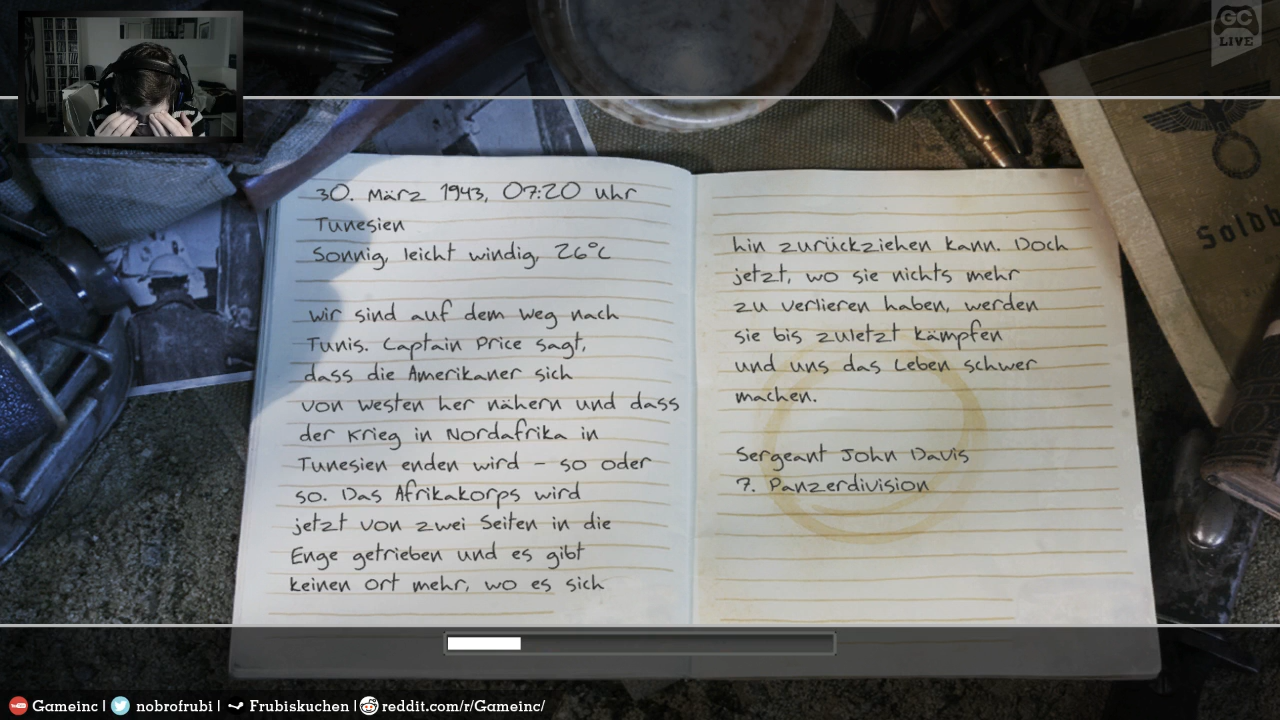 GC
LIVE
30. März 1943, 07:20 Uhr
Tunesien
Sonnig, leicht windig, 26°C
wir sind auf dem Weg nach
Tunis. Captain Price sagt,
dass die Amerikaner sich
von Westen her nähern und dass
der Krieg in Nordafrika in
Tunesien enden wird – so oder
so. Das Afrikakorps wird
jetzt von zwei Seiten in die
Enge getrieben und es gibt
keinen Ort mehr, wo es sich
hin zurückziehen kann. Doch
jetzt, wo sie nichts mehr
zu verlieren haben, werden
sie bis zuletzt kämpfen
und uns das Leben schwer
machen.
Sergeant John Davis
7. Panzerdivision
Soldb
Gameinc | nobrofrubi | Frubiskuchen | reddit.com/r/Gameinc/